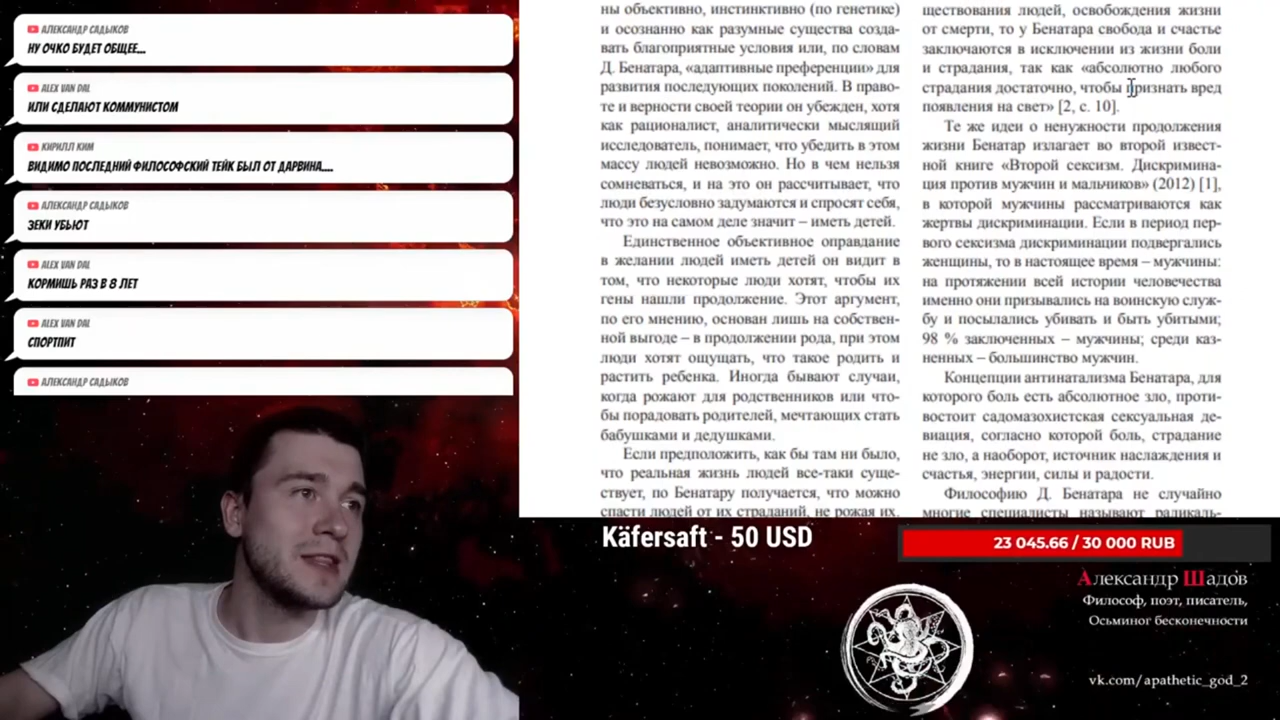 АЛЕКСАНДР САДЫКОВ
НУ ОЧКО БУДЕТ ОБЩЕЕ...
ALEX VAN DAL
ИЛИ СДЕЛАЮТ КОММУНИСТОМ
КИРИЛЛ КИМ
ВИДИМО ПОСЛЕДНИЙ ФИЛОСОФСКИЙ ТЕЙК БЫЛ ОТ ДАРВИНА....
АЛЕКСАНДР САДЫКОВ
ЗЕКИ УБЬЮТ
ALEX VAN DAL
КОРМИШЬ РАЗ В 8 ЛЕТ
ALEX VAN DAL
СПОРТПИТ
АЛЕКСАНДР САДЫКОВ
ны объективно, инстинктивно (по генетике)
и осознанно как разумные существа созда-
вать благоприятные условия или, по словам
Д. Бенатара, «адаптивные преференции» для
развития последующих поколений. В право-
те и верности своей теории он убежден, хотя
как рационалист, аналитически мыслящий
исследователь, понимает, что убедить в этом
массу людей невозможно. Но в чем нельзя
сомневаться, и на это он рассчитывает, что
люди безусловно задумаются и спросят себя,
что это на самом деле значит – иметь детей.
Единственное объективное оправдание
в желании людей иметь детей он видит в
том, что некоторые люди хотят, чтобы их
гены нашли продолжение. Этот аргумент,
по его мнению, основан лишь на собствен-
ной выгоде – в продолжении рода, при этом
люди хотят ощущать, что такое родить и
растить ребенка. Иногда бывают случаи,
когда рожают для родственников или что-
бы порадовать родителей, мечтающих стать
бабушками и дедушками.
Если предположить, как бы там ни было,
что реальная жизнь людей все-таки суще-
ствует, по Бенатару получается, что можно
спасти людей от их страданий, не рожая их.
ществования людей, освобождения жизни
от смерти, то у Бенатара свобода и счастье
заключаются в исключении из жизни боли
и страдания, так как «абсолютно любого
страдания достаточно, чтобы признать вред
появления на свет» [2, с. 10].
Те же идеи о ненужности продолжения
жизни Бенатар излагает во второй извест-
ной книге «Второй сексизм. Дискримина-
ция против мужчин и мальчиков» (2012) [1],
в которой мужчины рассматриваются как
жертвы дискриминации. Если в период пер-
вого сексизма дискриминации подвергались
женщины, то в настоящее время – мужчины:
на протяжении всей истории человечества
именно они призывались на воинскую служ-
бу и посылались убивать и быть убитыми;
98 % заключенных – мужчины; среди каз-
ненных – большинство мужчин.
Концепции антинатализма Бенатара, для
которого боль есть абсолютное зло, проти-
востоит садомазохистская сексуальная де-
виация, согласно которой боль, страдание
не зло, а наоборот, источник наслаждения и
счастья, энергии, силы и радости.
Философию Д. Бенатара не случайно
многие специалисты называют радикаль-
Käfersaft - 50 USD
23 045.66 / 30 000 RUB
Александр Шадов
Философ, поэт, писатель,
Осьминог бесконечности
vk.com/apathetic_god_2